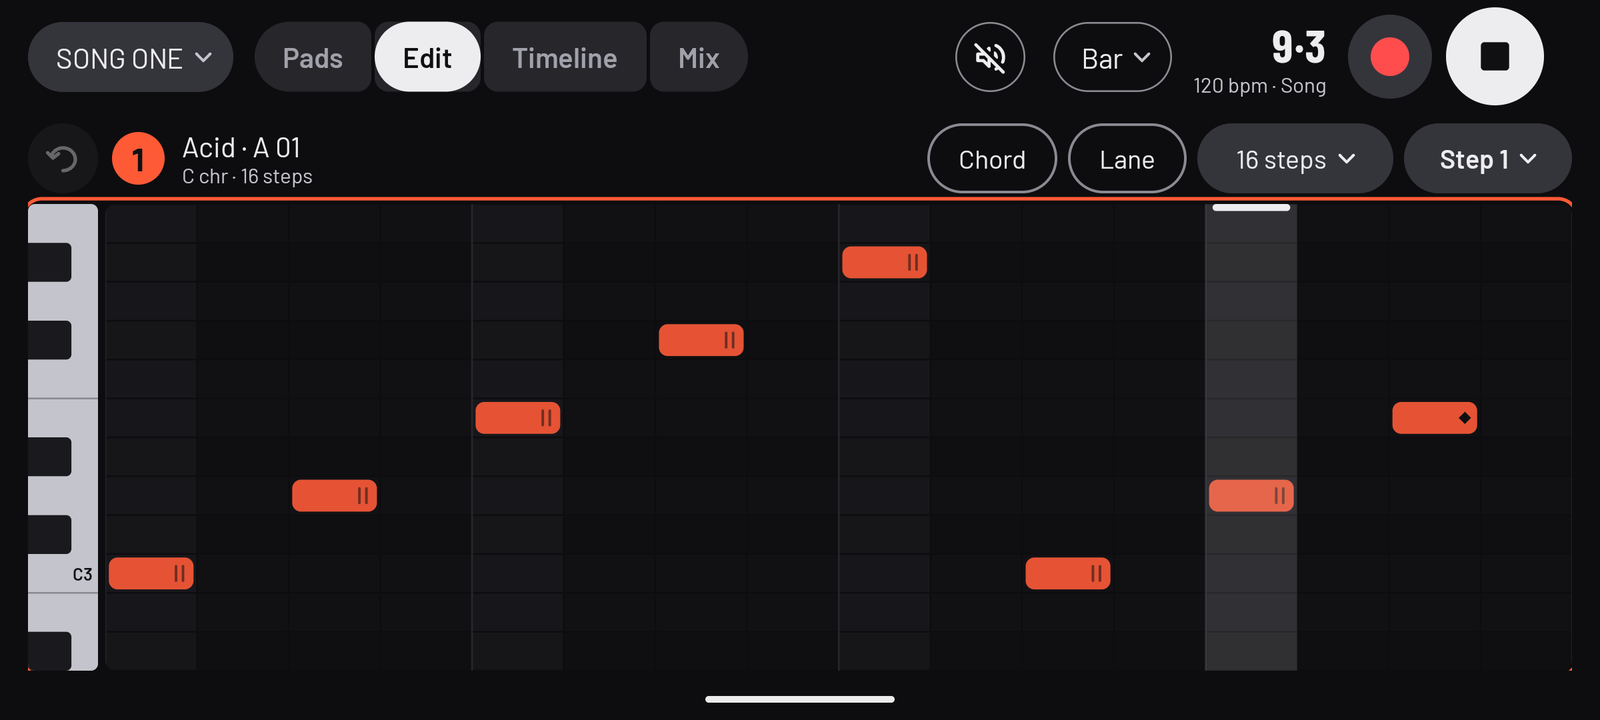 SONG ONE
Pads
Edit
Timeline
Mix
Bar
9·3
120 bpm · Song
1
Acid · A 01
C chr · 16 steps
Chord
Lane
16 steps
Step 1
C3